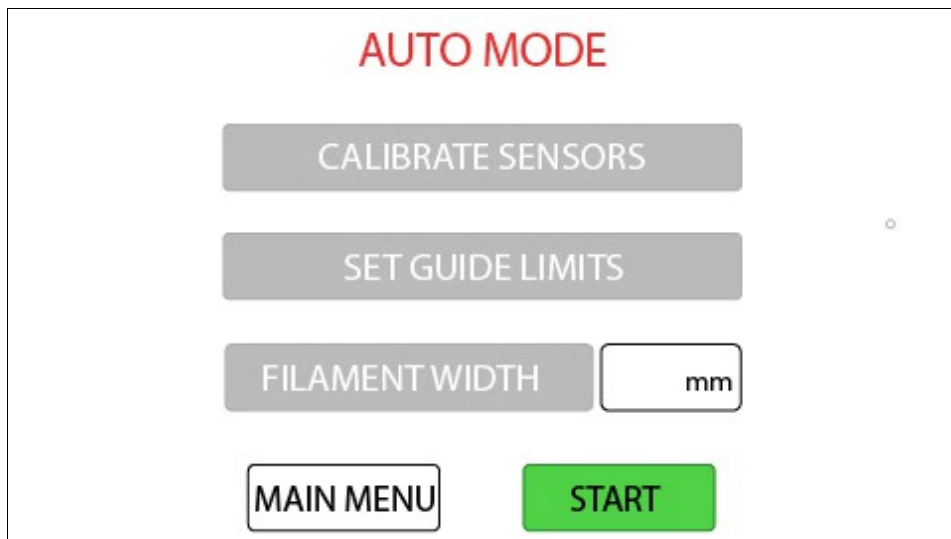 AUTO MODE
CALIBRATE SENSORS
SET GUIDE LIMITS
FILAMENT WIDTH mm
MAIN MENU START